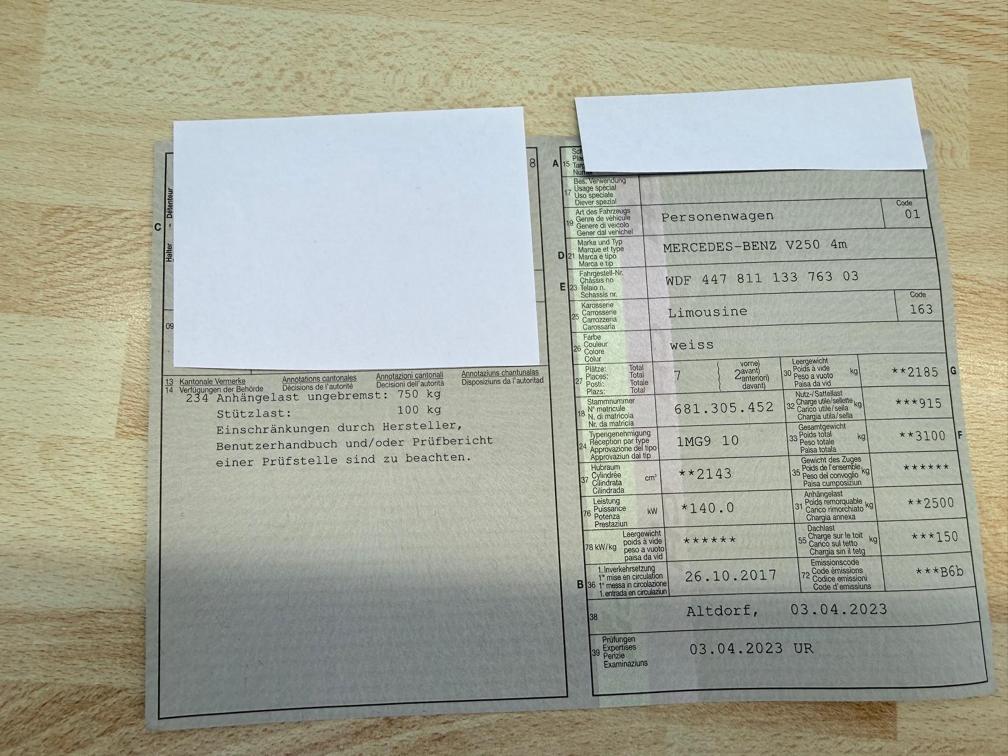 8
C
Halter - Détenteur
09
13 Kantonale Vermerke Annotations cantonales Annotazioni cantonali Annotaziuns chantunalas
14 Verfügungen der Behörde Décisions de l'autorité Decisioni dell'autorità Disposiziuns da l'autoritad
234 Anhängelast ungebremst: 750 kg
Stützlast: 100 kg
Einschränkungen durch Hersteller,
Benutzerhandbuch und/oder Prüfbericht
einer Prüfstelle sind zu beachten.
A 15
17 Bes. Verwendung
Usage spécial
Uso speciale
Diever spezial
19 Art des Fahrzeugs
Genre de véhicule
Genere di veicolo
Gener dal vehichel
Personenwagen
Code
01
D 21 Marke und Typ
Marque et type
Marca e tipo
Marca e tip
MERCEDES-BENZ V250 4m
E 23 Fahrgestell-Nr.
Châssis no
Telaio n.
Schassis nr.
WDF 447 811 133 763 03
25 Karosserie
Carrosserie
Carrozzeria
Carossaria
Limousine
Code
163
26 Farbe
Couleur
Colore
Colur
weiss
27 Plätze: Total
Places: Total
Posti: Totale
Plazs: Total
7
2
vorne)
avant)
anteriori)
davant)
30 Leergewicht
Poids à vide
Peso a vuoto
Paisa da vid
kg
**2185
G
18 Stammnummer
N° matricule
N. di matricola
Nr. da matricla
681.305.452
32 Nutz-/Sattellast
Charge utile/sellette
Carico utile/sella
Chargia utila/sella
kg
***915
24 Typengenehmigung
Réception par type
Approvazione del tipo
Approvaziun dal tip
1MG9 10
33 Gesamtgewicht
Poids total
Peso totale
Paisa totala
kg
**3100
F
37 Hubraum
Cylindrée
Cilindrata
Cilindrada
cm³
**2143
35 Gewicht des Zuges
Poids de l'ensemble
Peso del convoglio
Paisa cumposiziun
kg
******
76 Leistung
Puissance
Potenza
Prestaziun
kW
*140.0
31 Anhängelast
Poids remorquable
Carico rimorchiato
Chargia annexa
kg
**2500
78 kW/kg
Leergewicht
poids à vide
peso a vuoto
paisa da vid
******
55 Dachlast
Charge sur le toit
Carico sul tetto
Chargia sin il tetg
kg
***150
B 36 1. Inverkehrsetzung
1re mise en circulation
1a messa in circolazione
1. entrada en circulaziun
26.10.2017
72 Emissionscode
Code émissions
Codice emissioni
Code d'emissiuns
***B6b
38
Altdorf, 03.04.2023
39 Prüfungen
Expertises
Perizie
Examinaziuns
03.04.2023 UR